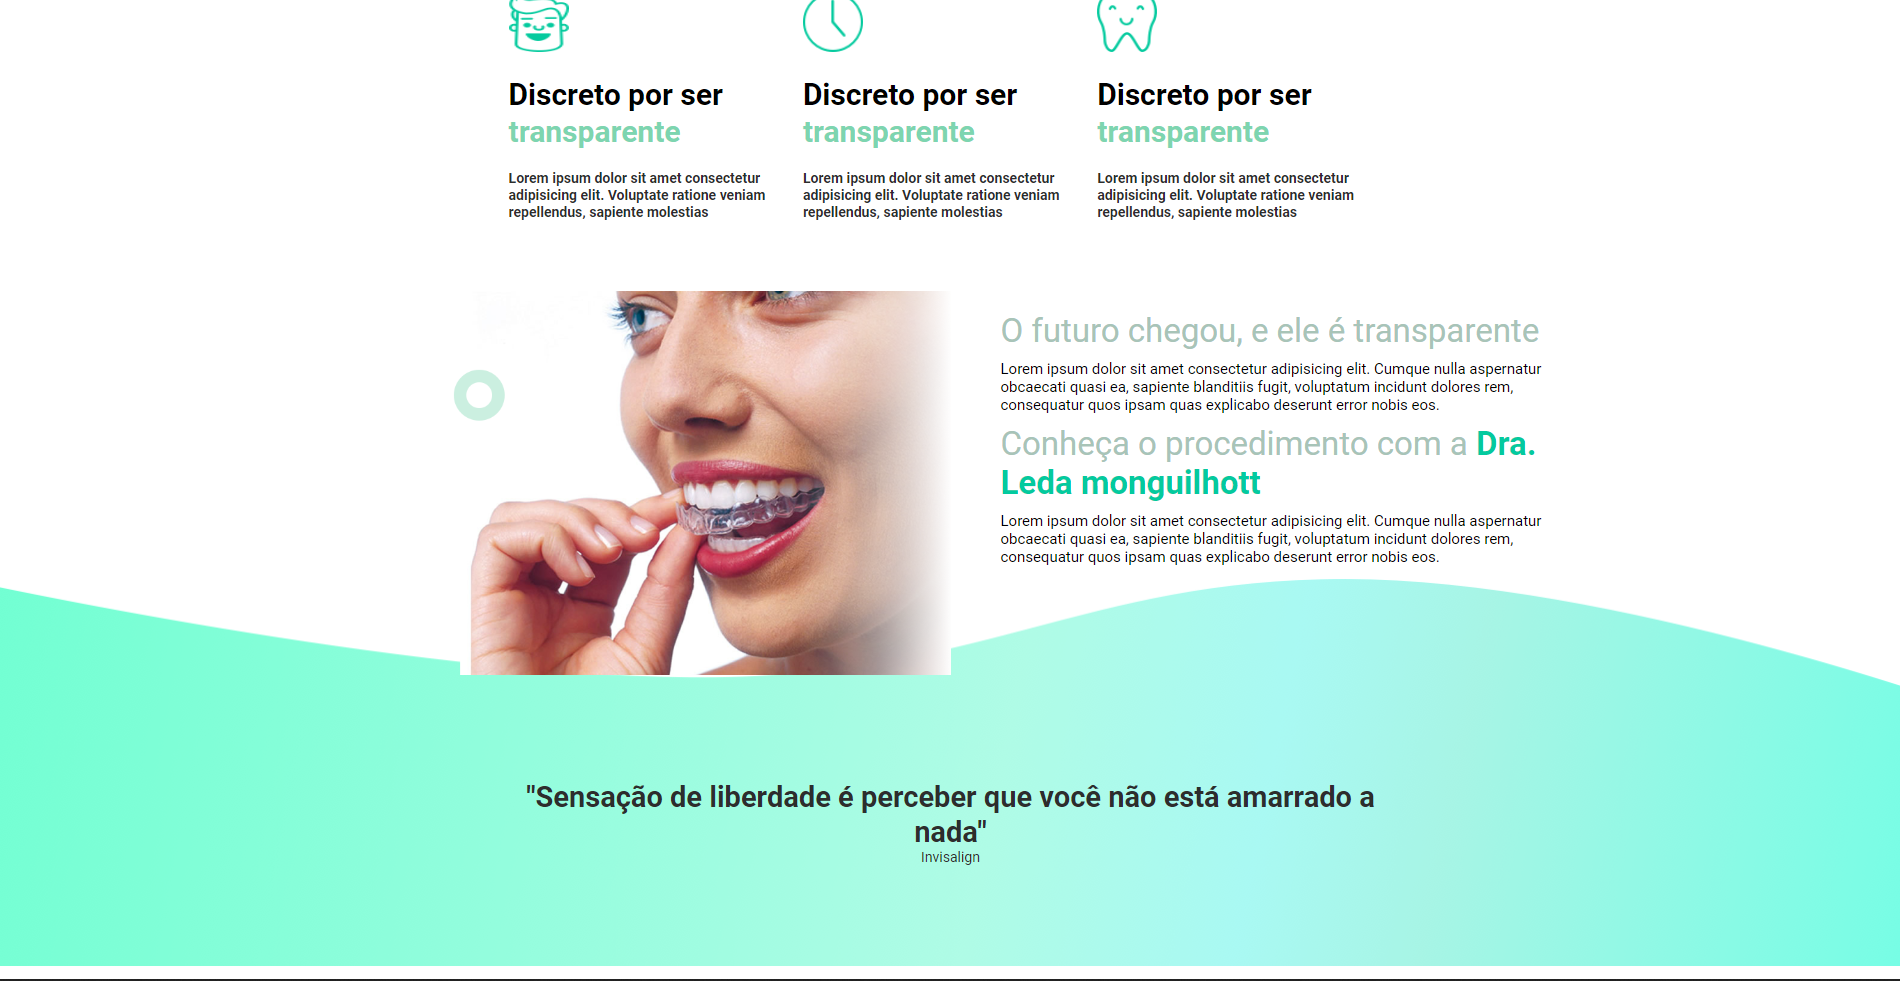 Discreto por ser
transparente
Lorem ipsum dolor sit amet consectetur
adipisicing elit. Voluptate ratione veniam
repellendus, sapiente molestias
Discreto por ser
transparente
Lorem ipsum dolor sit amet consectetur
adipisicing elit. Voluptate ratione veniam
repellendus, sapiente molestias
Discreto por ser
transparente
Lorem ipsum dolor sit amet consectetur
adipisicing elit. Voluptate ratione veniam
repellendus, sapiente molestias
O futuro chegou, e ele é transparente
Lorem ipsum dolor sit amet consectetur adipisicing elit. Cumque nulla aspernatur
obcaecati quasi ea, sapiente blanditiis fugit, voluptatum incidunt dolores rem,
consequatur quos ipsam quas explicabo deserunt error nobis eos.
Conheça o procedimento com a Dra.
Leda monguilhott
Lorem ipsum dolor sit amet consectetur adipisicing elit. Cumque nulla aspernatur
obcaecati quasi ea, sapiente blanditiis fugit, voluptatum incidunt dolores rem,
consequatur quos ipsam quas explicabo deserunt error nobis eos.
"Sensação de liberdade é perceber que você não está amarrado a
nada"
Invisalign